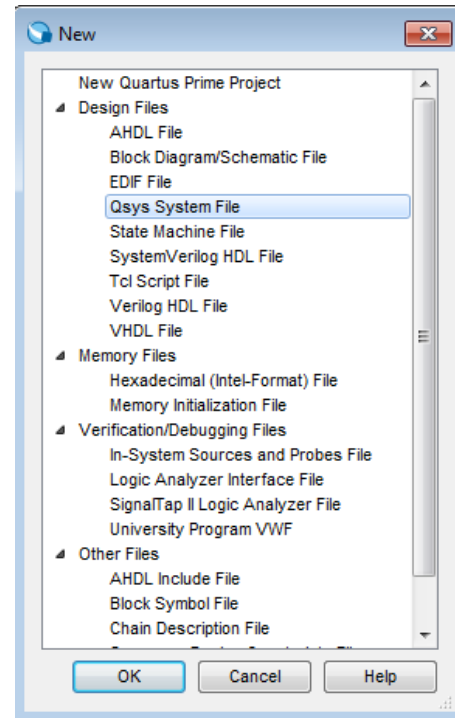 New
New Quartus Prime Project
Design Files
AHDL File
Block Diagram/Schematic File
EDIF File
Qsys System File
State Machine File
SystemVerilog HDL File
Tcl Script File
Verilog HDL File
VHDL File
Memory Files
Hexadecimal (Intel-Format) File
Memory Initialization File
Verification/Debugging Files
In-System Sources and Probes File
Logic Analyzer Interface File
SignalTap II Logic Analyzer File
University Program VWF
Other Files
AHDL Include File
Block Symbol File
Chain Description File
OK Cancel Help